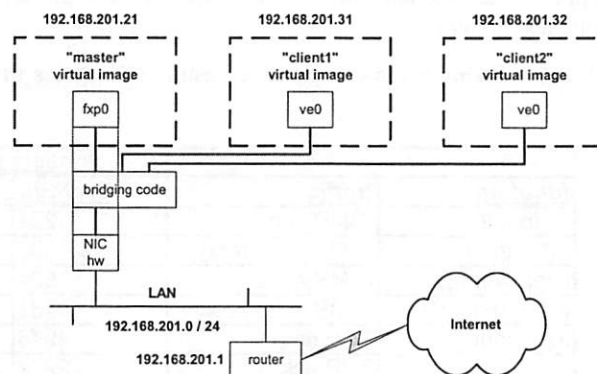 192.168.201.21
192.168.201.31
192.168.201.32
"master"
virtual image
"client1"
virtual image
"client2"
virtual image
fxp0
ve0
ve0
bridging code
NIC
hw
LAN
192.168.201.0 / 24
Internet
192.168.201.1
router